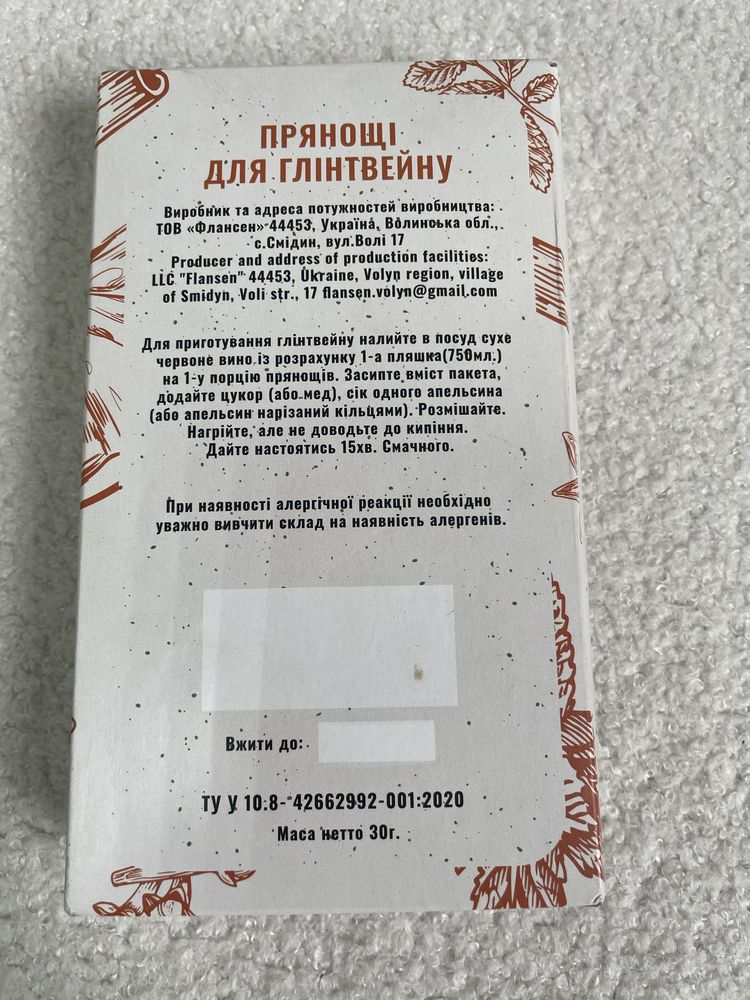 ПРЯНОЩІ
ДЛЯ ГЛІНТВЕЙНУ
Виробник та адреса потужностей виробництва:
ТОВ «Флансен» 44453, Україна, Волинська обл.,
с.Смідин, вул.Волі 17
Producer and address of production facilities:
LLC "Flansen" 44453, Ukraine, Volyn region, village
of Smidyn, Voli str., 17 flansen.volyn@gmail.com
Для приготування глінтвейну налийте в посуд сухе
червоне вино із розрахунку 1-а пляшка(750мл.)
на 1-у порцію прянощів. Засипте вміст пакета,
додайте цукор (або мед), сік одного апельсина
(або апельсин нарізаний кільцями). Розмішайте.
Нагрійте, але не доводьте до кипіння.
Дайте настоятись 15хв. Смачного.
При наявності алергічної реакції необхідно
уважно вивчити склад на наявність алергенів.
Вжити до:
ТУ У 10.8- 42662992-001:2020
Маса нетто 30г.